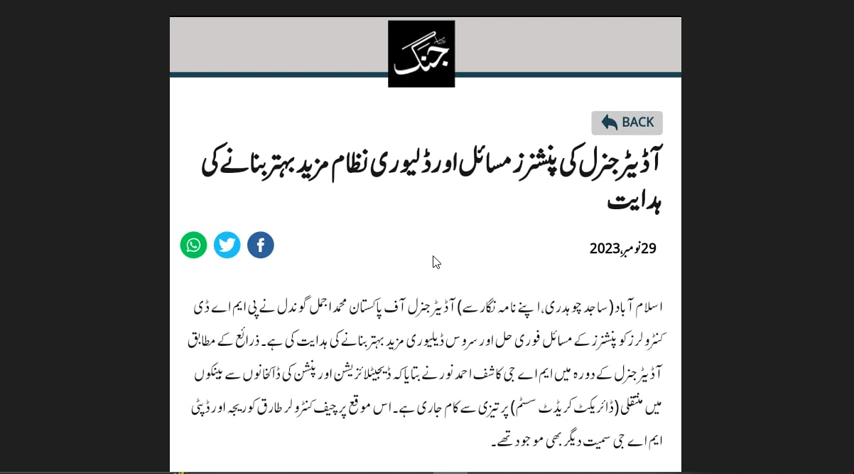 جنگ
BACK
آڈیٹر جنرل کی پنشنرز مسائل اور ڈلیوری نظام مزید بہتر بنانے کی
ہدایت
29نومبر،2023
اسلام آباد (ساجد چوہدری، اپنے نامہ نگار سے) آڈیٹر جنرل آف پاکستان محمد اجمل گوندل نے پی ایم اے ڈی
کنٹرولرز کو پنشنرز کے مسائل فوری حل اور سروس ڈیلیوری مزید بہتر بنانے کی ہدایت کی ہے۔ ذرائع کے مطابق
آڈیٹر جنرل کے دورہ میں ایم اے جی کاشف احمد نور نے بتایا کہ ڈیجیٹلائزیشن اور پنشن کی ڈاکخانوں سے بینکوں
میں منتقلی (ڈائریکٹ کریڈٹ سسٹم) پر تیزی سے کام جاری ہے۔ اس موقع پر چیف کنٹرولر طارق کوریجہ اور ڈپٹی
ایم اے جی سمیت دیگر بھی موجود تھے۔